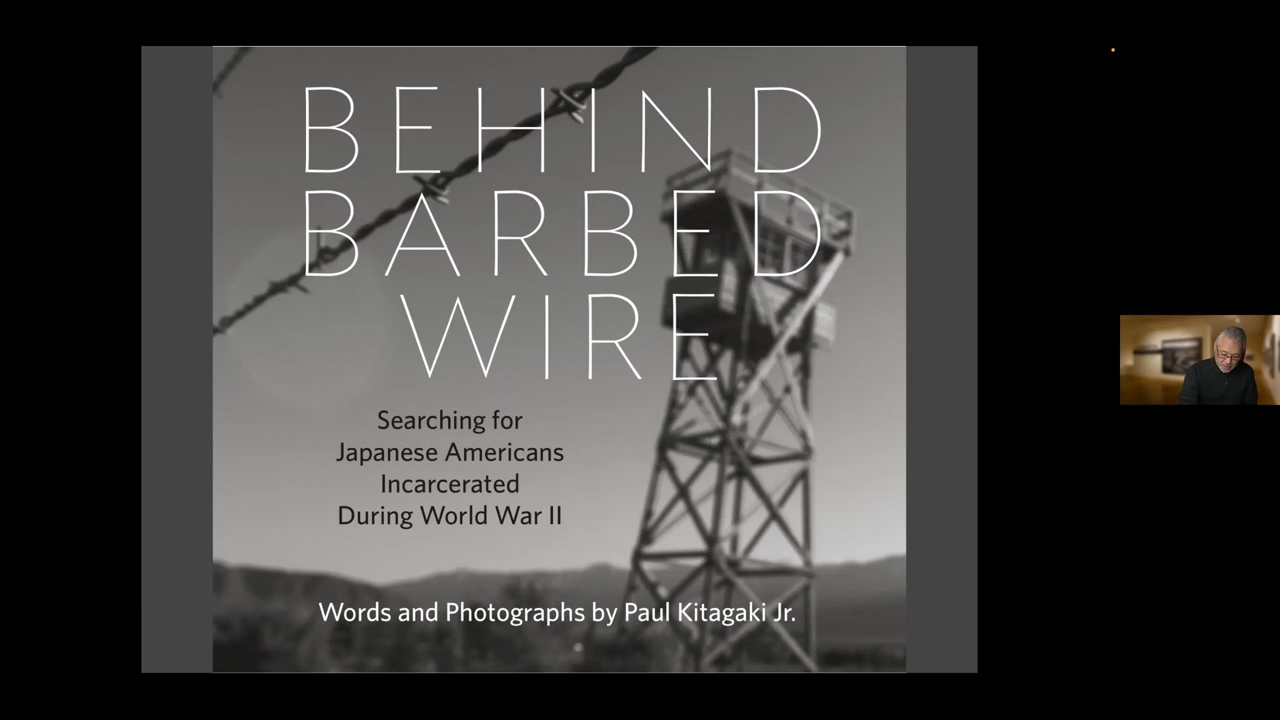 BEHIND
BARBED
WIRE
Searching for
Japanese Americans
Incarcerated
During World War II
Words and Photographs by Paul Kitagaki Jr.